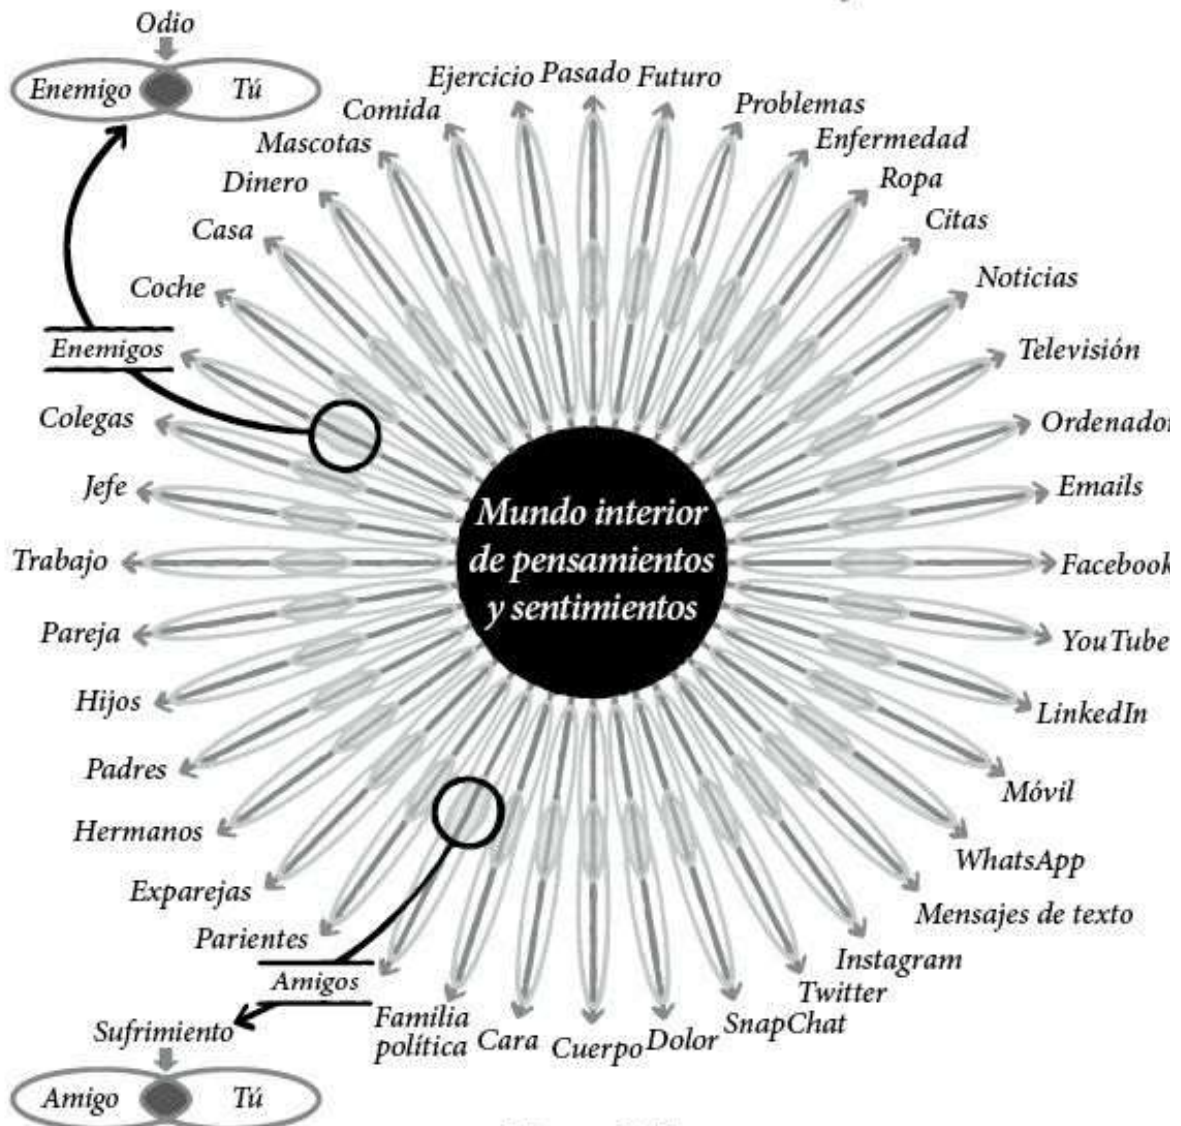 Odio
Enemigo Tú
Ejercicio Pasado Futuro
Comida
Problemas
Mascotas
Enfermedad
Dinero
Ropa
Casa
Citas
Coche
Noticias
Enemigos
Televisión
Colegas
Ordenador
Jefe
Emails
Mundo interior
de pensamientos
y sentimientos
Trabajo
Facebook
Pareja
YouTube
Hijos
LinkedIn
Padres
Móvil
Hermanos
WhatsApp
Exparejas
Mensajes de texto
Parientes
Instagram
Amigos
Twitter
Familia
política
Cara
Cuerpo
Dolor
SnapChat
Sufrimiento
Amigo Tú